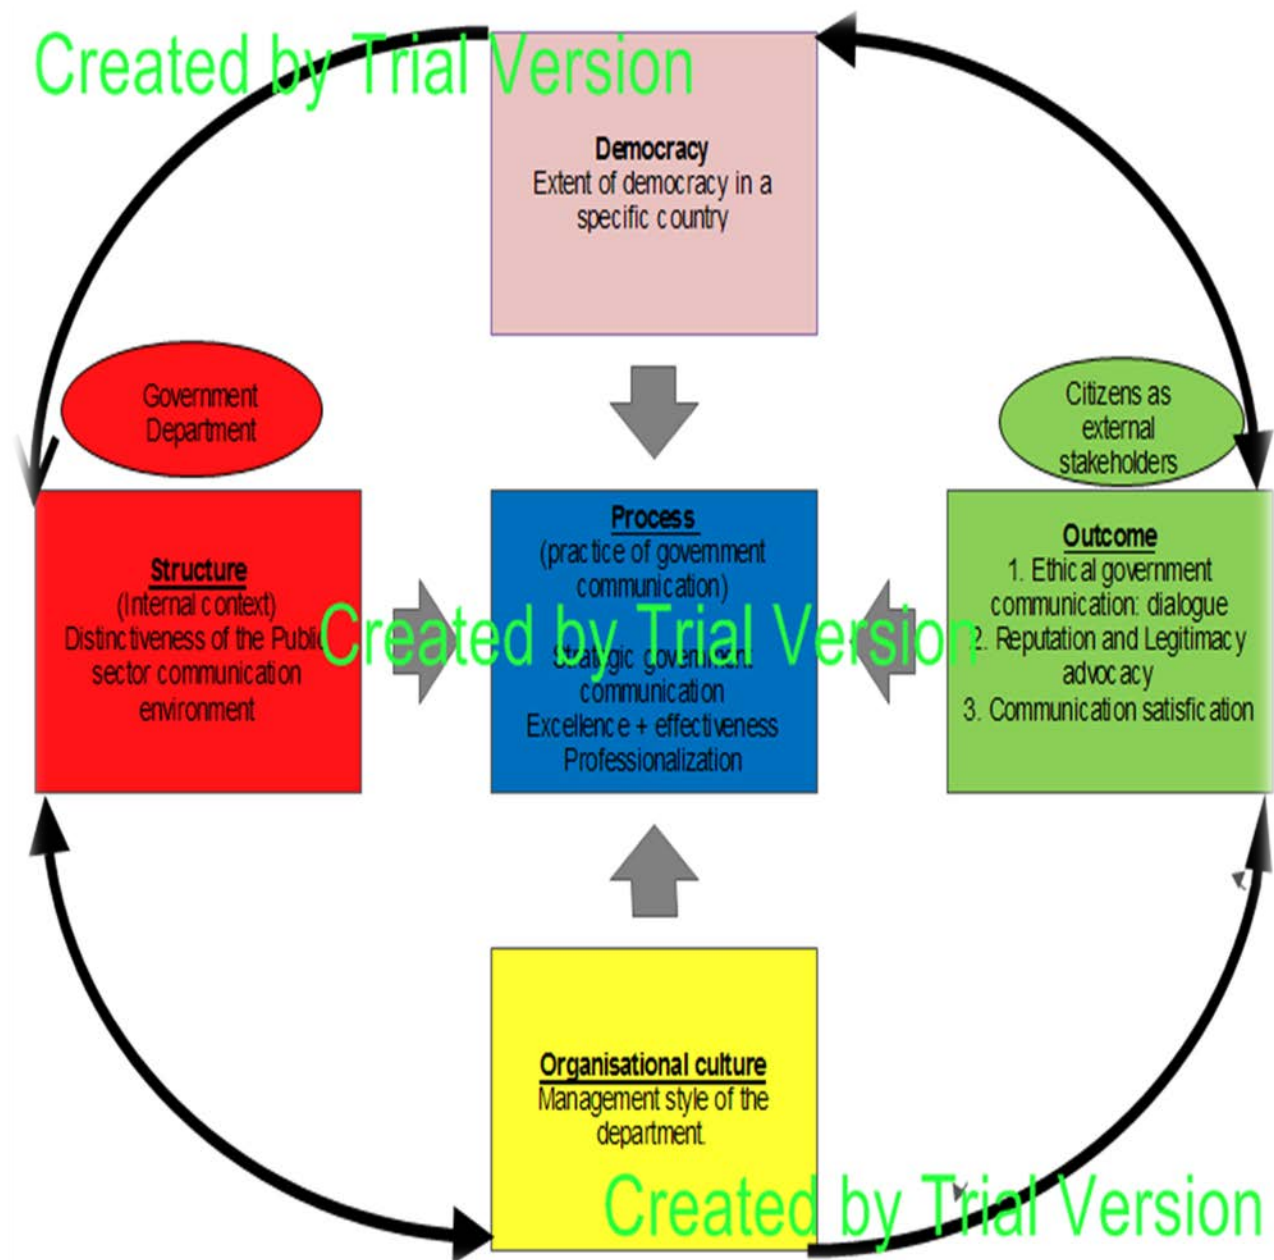 Created by Trial Version
Democracy
Extent of democracy in a
specific country
Government
Department
Citizens as
external
stakeholders
Structure
(Internal context)
Distinctiveness of the Public
sector communication
environment
Process
(practice of government
communication)
Strategic government
communication
Excellence + effectiveness
Professionalization
Outcome
1. Ethical government
communication: dialogue
2. Reputation and Legitimacy
advocacy
3. Communication satisfication
Created by Trial Version
Organisational culture
Management style of the
department.
Created by Trial Version